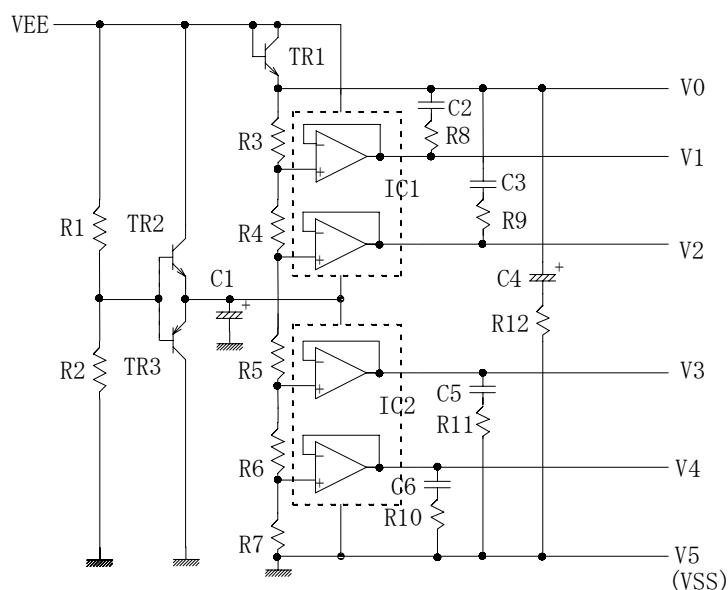 VEE
TR1
V0
C2
R3
R8
V1
IC1
C3
R1
TR2
R4
R9
C1
V2
C4
R12
R2
TR3
R5
V3
IC2
C5
R11
R6
C6
V4
R10
R7
V5
(VSS)